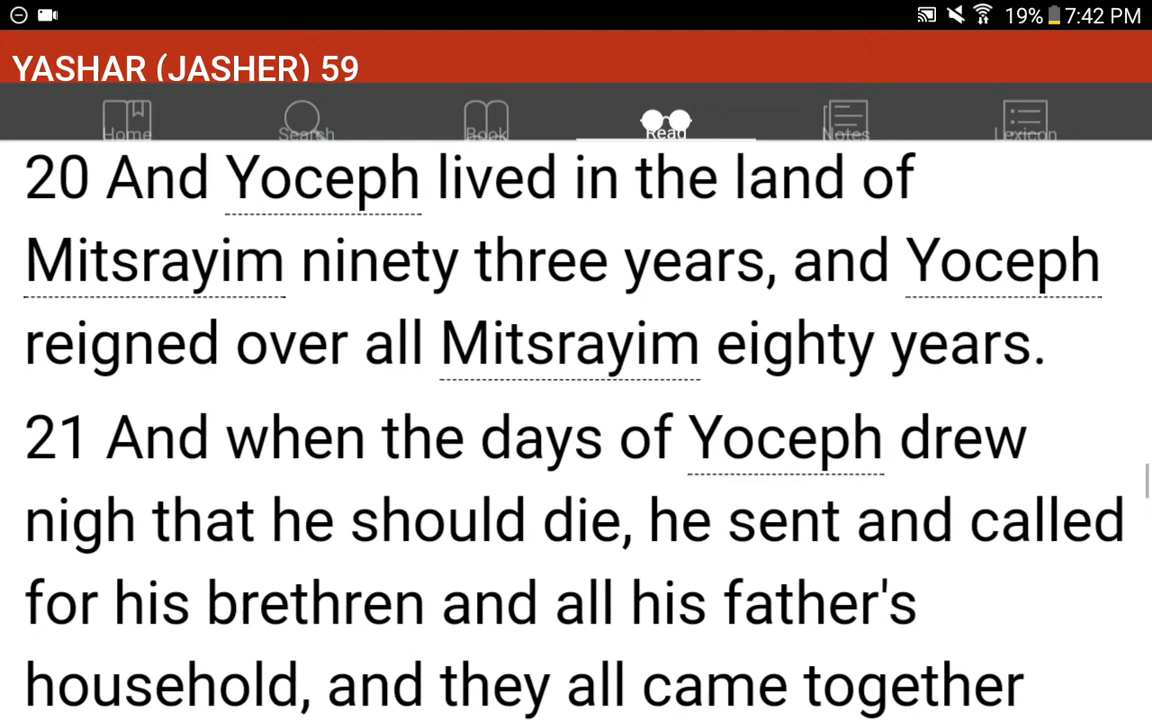 19% 7:42 PM
YASHAR (JASHER) 59
Home Search Book Read Notes Lexicon
20 And Yoceph lived in the land of
Mitsrayim ninety three years, and Yoceph
reigned over all Mitsrayim eighty years.
21 And when the days of Yoceph drew
nigh that he should die, he sent and called
for his brethren and all his father's
household, and they all came together